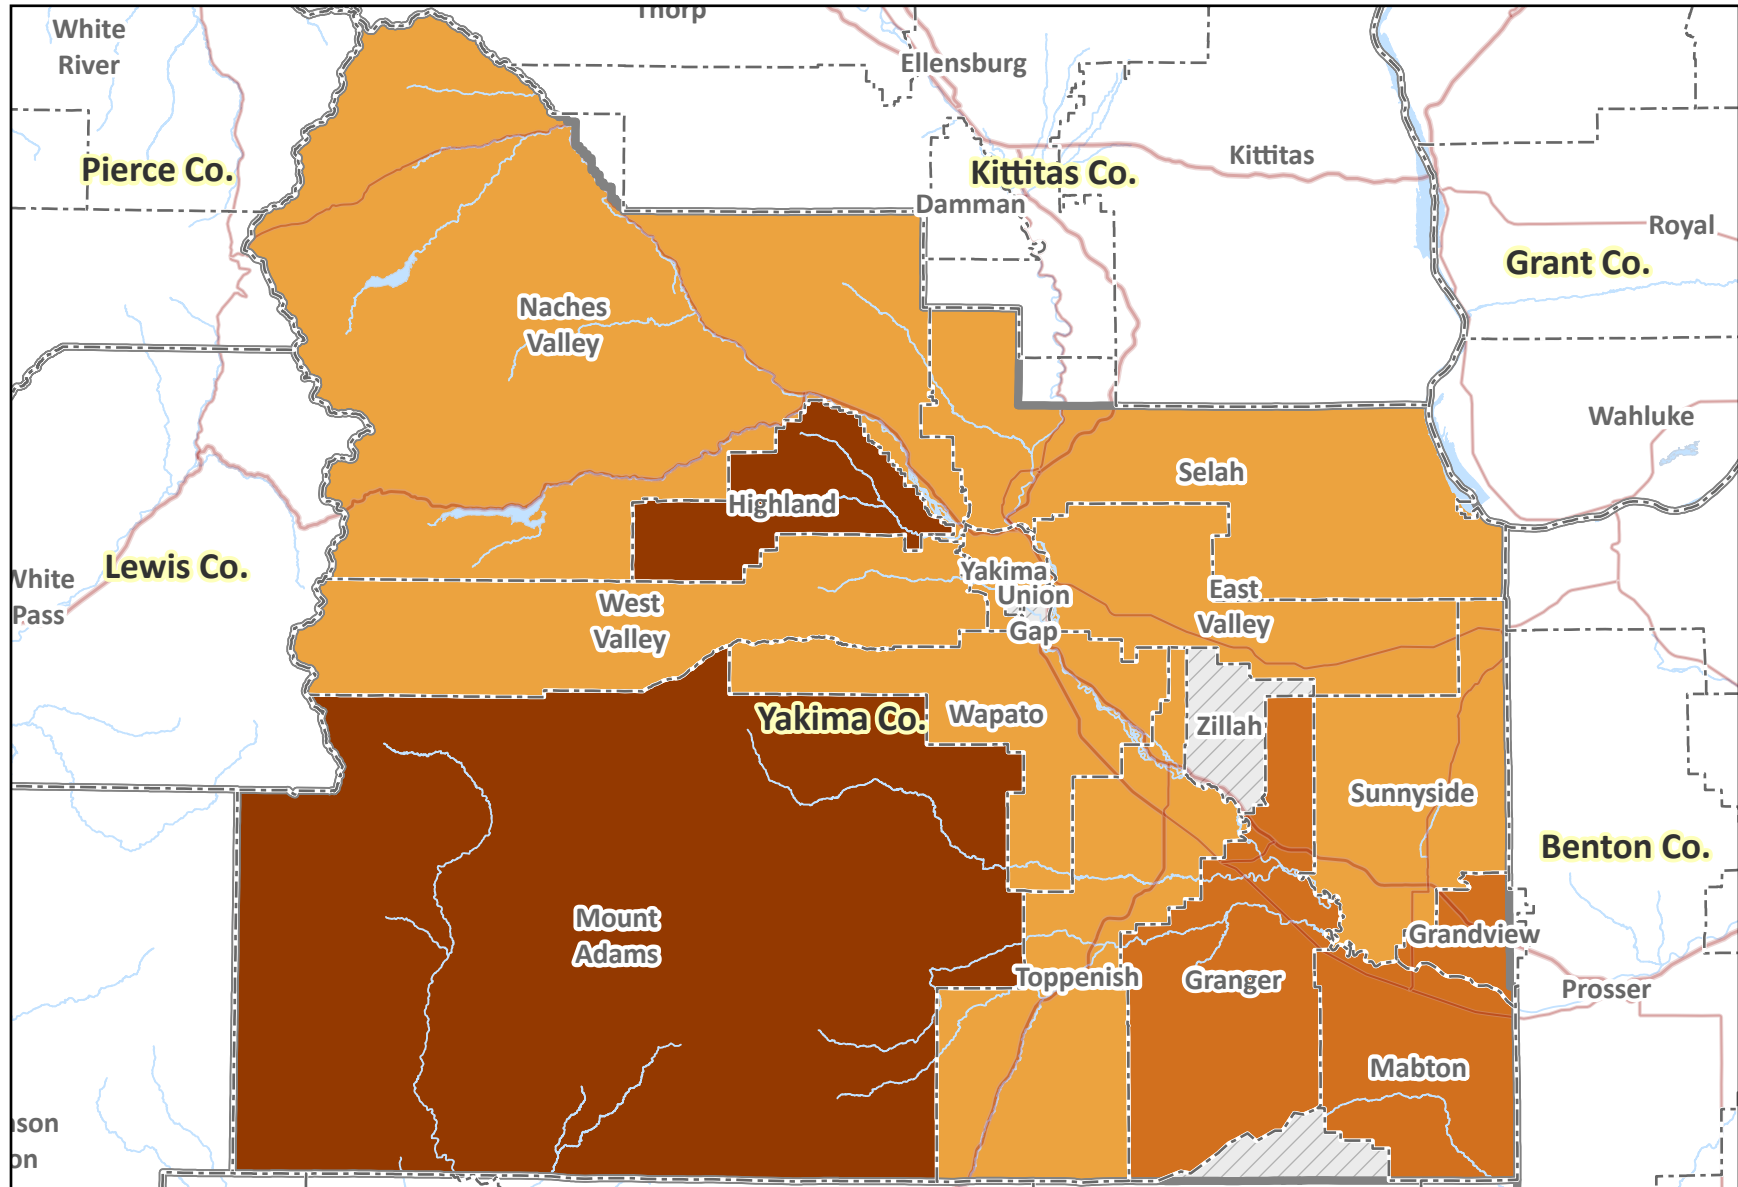 Thorp
White
River
Ellensburg
Kittitas
Pierce Co.
Kittitas Co.
Damman
Royal
Grant Co.
Naches
Valley
Wahluke
Selah
Highland
Lewis Co.
White
Pass
Yakima
Union
Gap
East
Valley
West
Valley
Yakima Co.
Wapato
Zillah
Sunnyside
Benton Co.
Mount
Adams
Grandview
Toppenish
Granger
Prosser
Mabton
nson
on